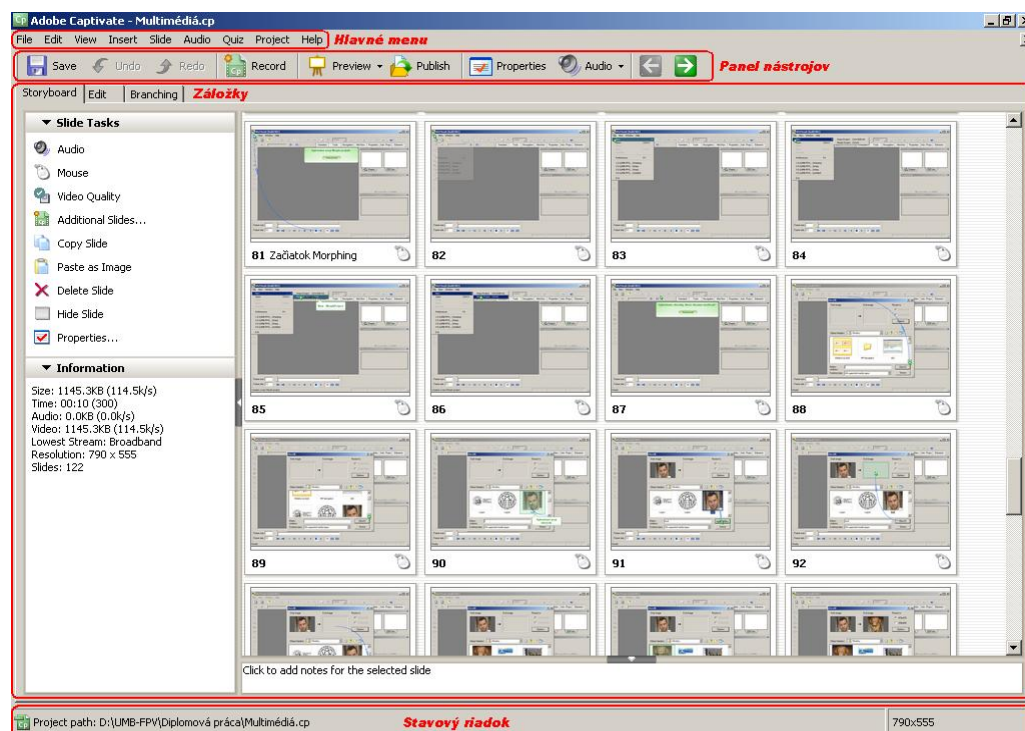 Adobe Captivate - Multimédiá.cp
File Edit View Insert Slide Audio Quiz Project Help Hlavné menu
Save Undo Redo Record Preview Publish Properties Audio Panel nástrojov
Storyboard Edit Branching Záložky
Slide Tasks
Audio
Mouse
Video Quality
Additional Slides...
Copy Slide
Paste as Image
Delete Slide
Hide Slide
Properties...
Information
Size: 1145.3KB (114.5k/s)
Time: 00:10 (300)
Audio: 0.0KB (0.0k/s)
Video: 1145.3KB (114.5k/s)
Lowest Stream: Broadband
Resolution: 790 x 555
Slides: 122
81 Začiatok Morphing 82 83 84
85 86 87 88
89 90 91 92
Click to add notes for the selected slide
Project path: D:\UMB-FPV\Diplomová práca\Multimédiá.cp Stavový riadok 790x555